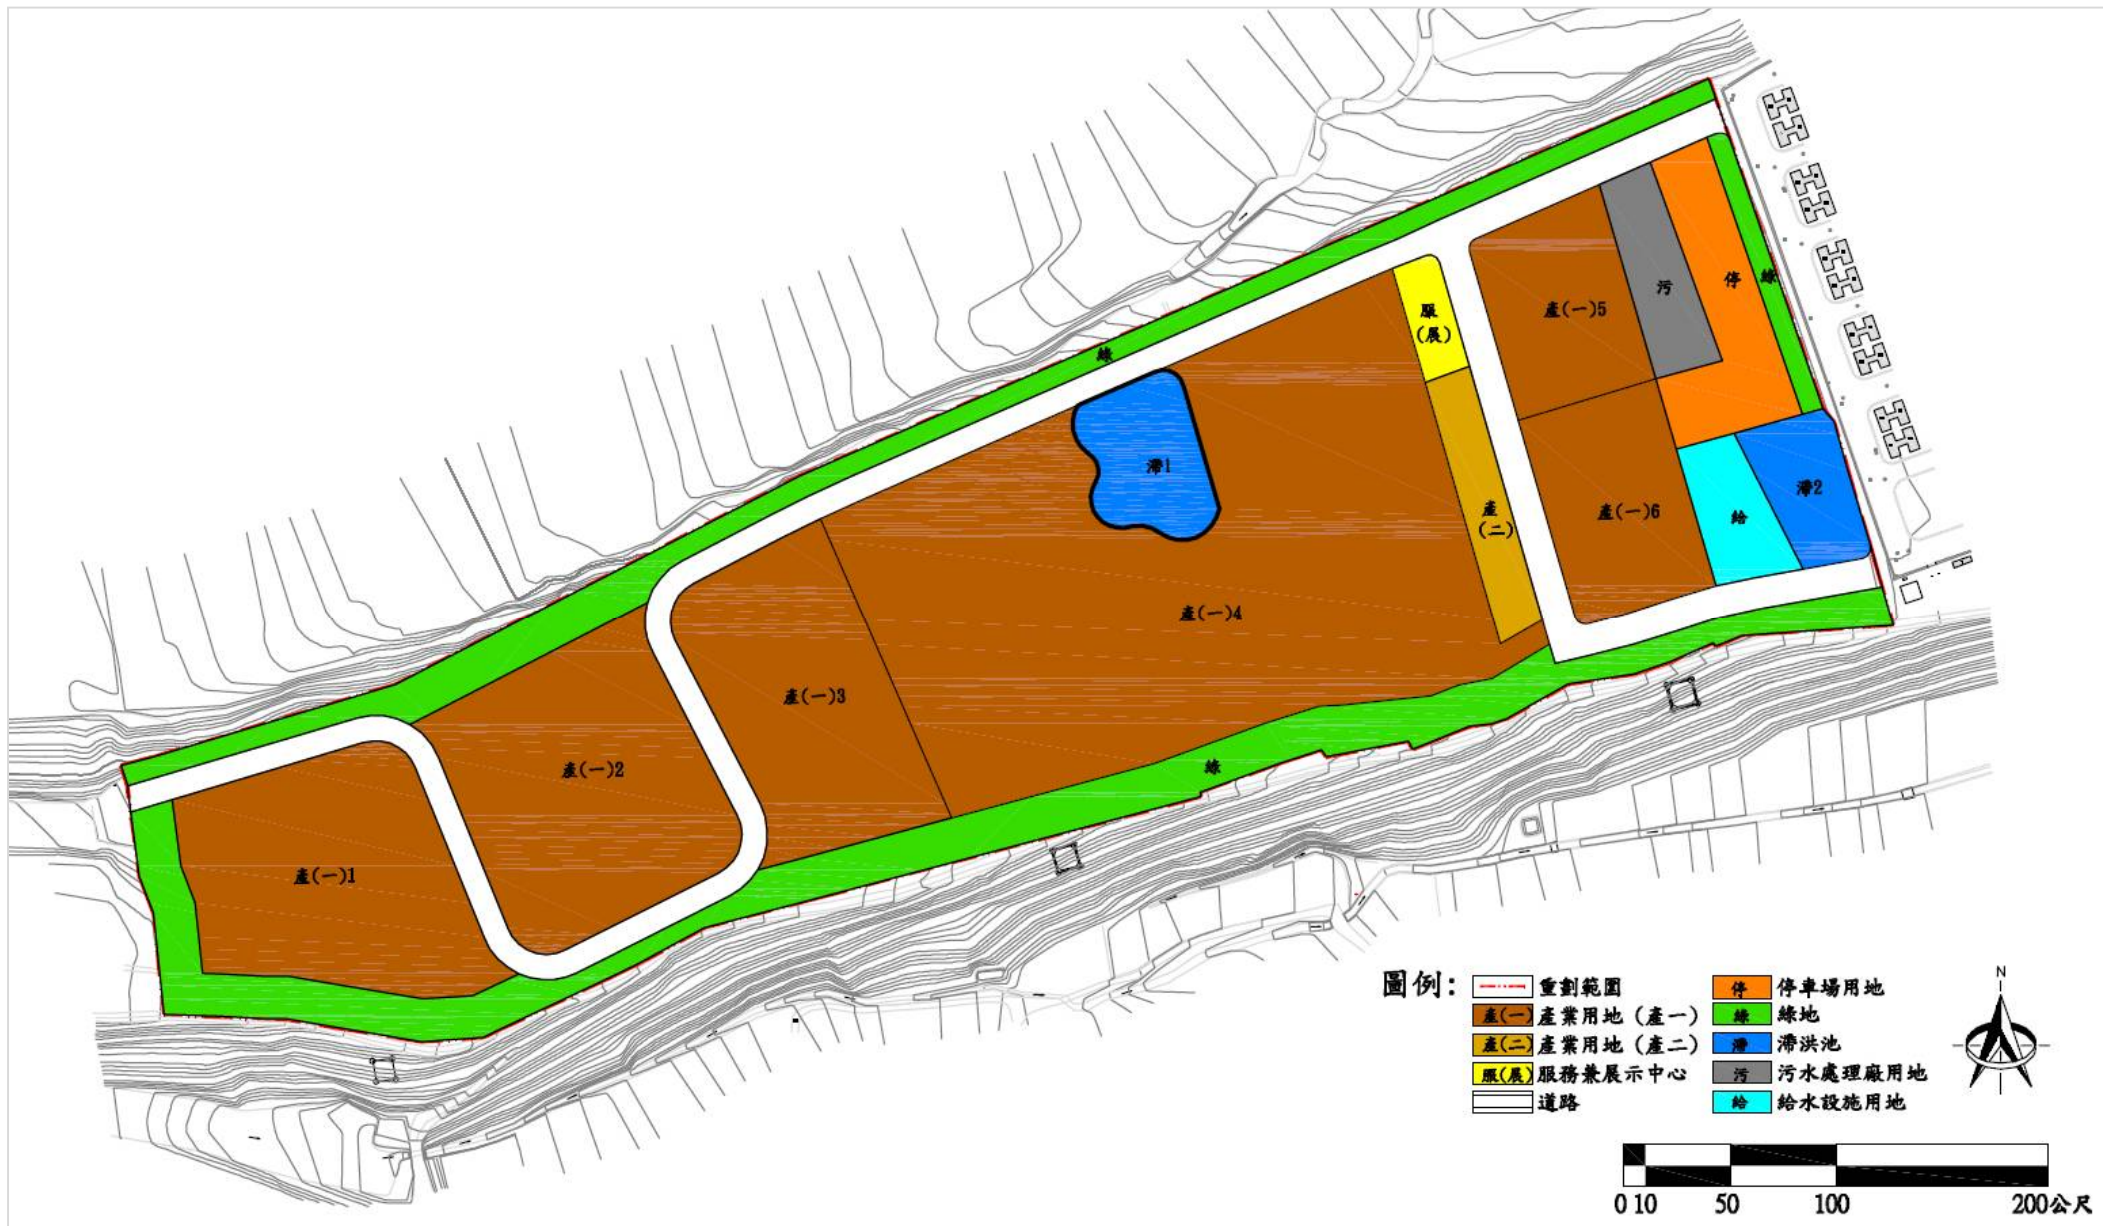 綠
停
綠
污
服
(展)
產(一)5
綠
滯1
滯2
產
(二)
產(一)6
給
產(一)4
產(一)3
產(一)2
綠
產(一)1
圖例:
重劃範圍
產(一) 產業用地 (產一)
產(二) 產業用地 (產二)
服(展) 服務兼展示中心
道路
停 停車場用地
綠 綠地
滯 滯洪池
污 污水處理廠用地
給 給水設施用地
N
0 10 50 100 200公尺